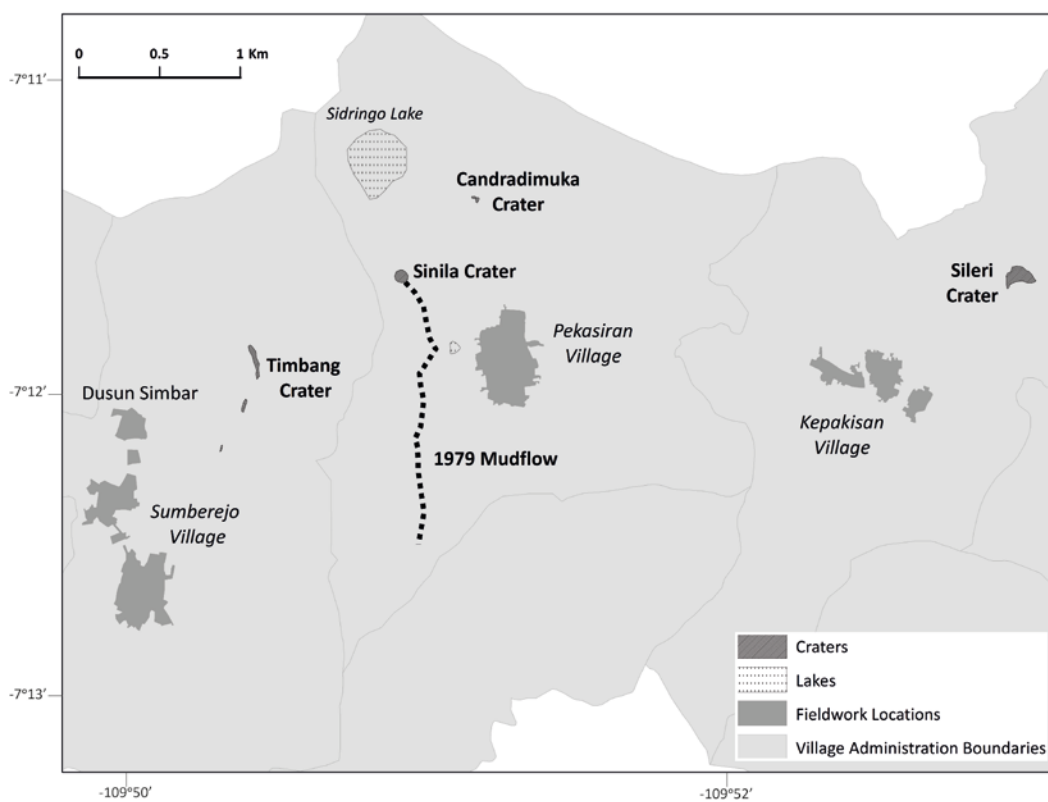 0 0.5 1 Km
-7°11'
Sidringo Lake
Candradimuka
Crater
Sinila Crater
Sileri
Crater
Pekasiran
Village
Timbang
Crater
Dusun Simbar
-7°12'
Kepakisan
Village
1979 Mudflow
Sumberejo
Village
Craters
Lakes
-7°13'
Fieldwork Locations
Village Administration Boundaries
-109°50'
-109°52'